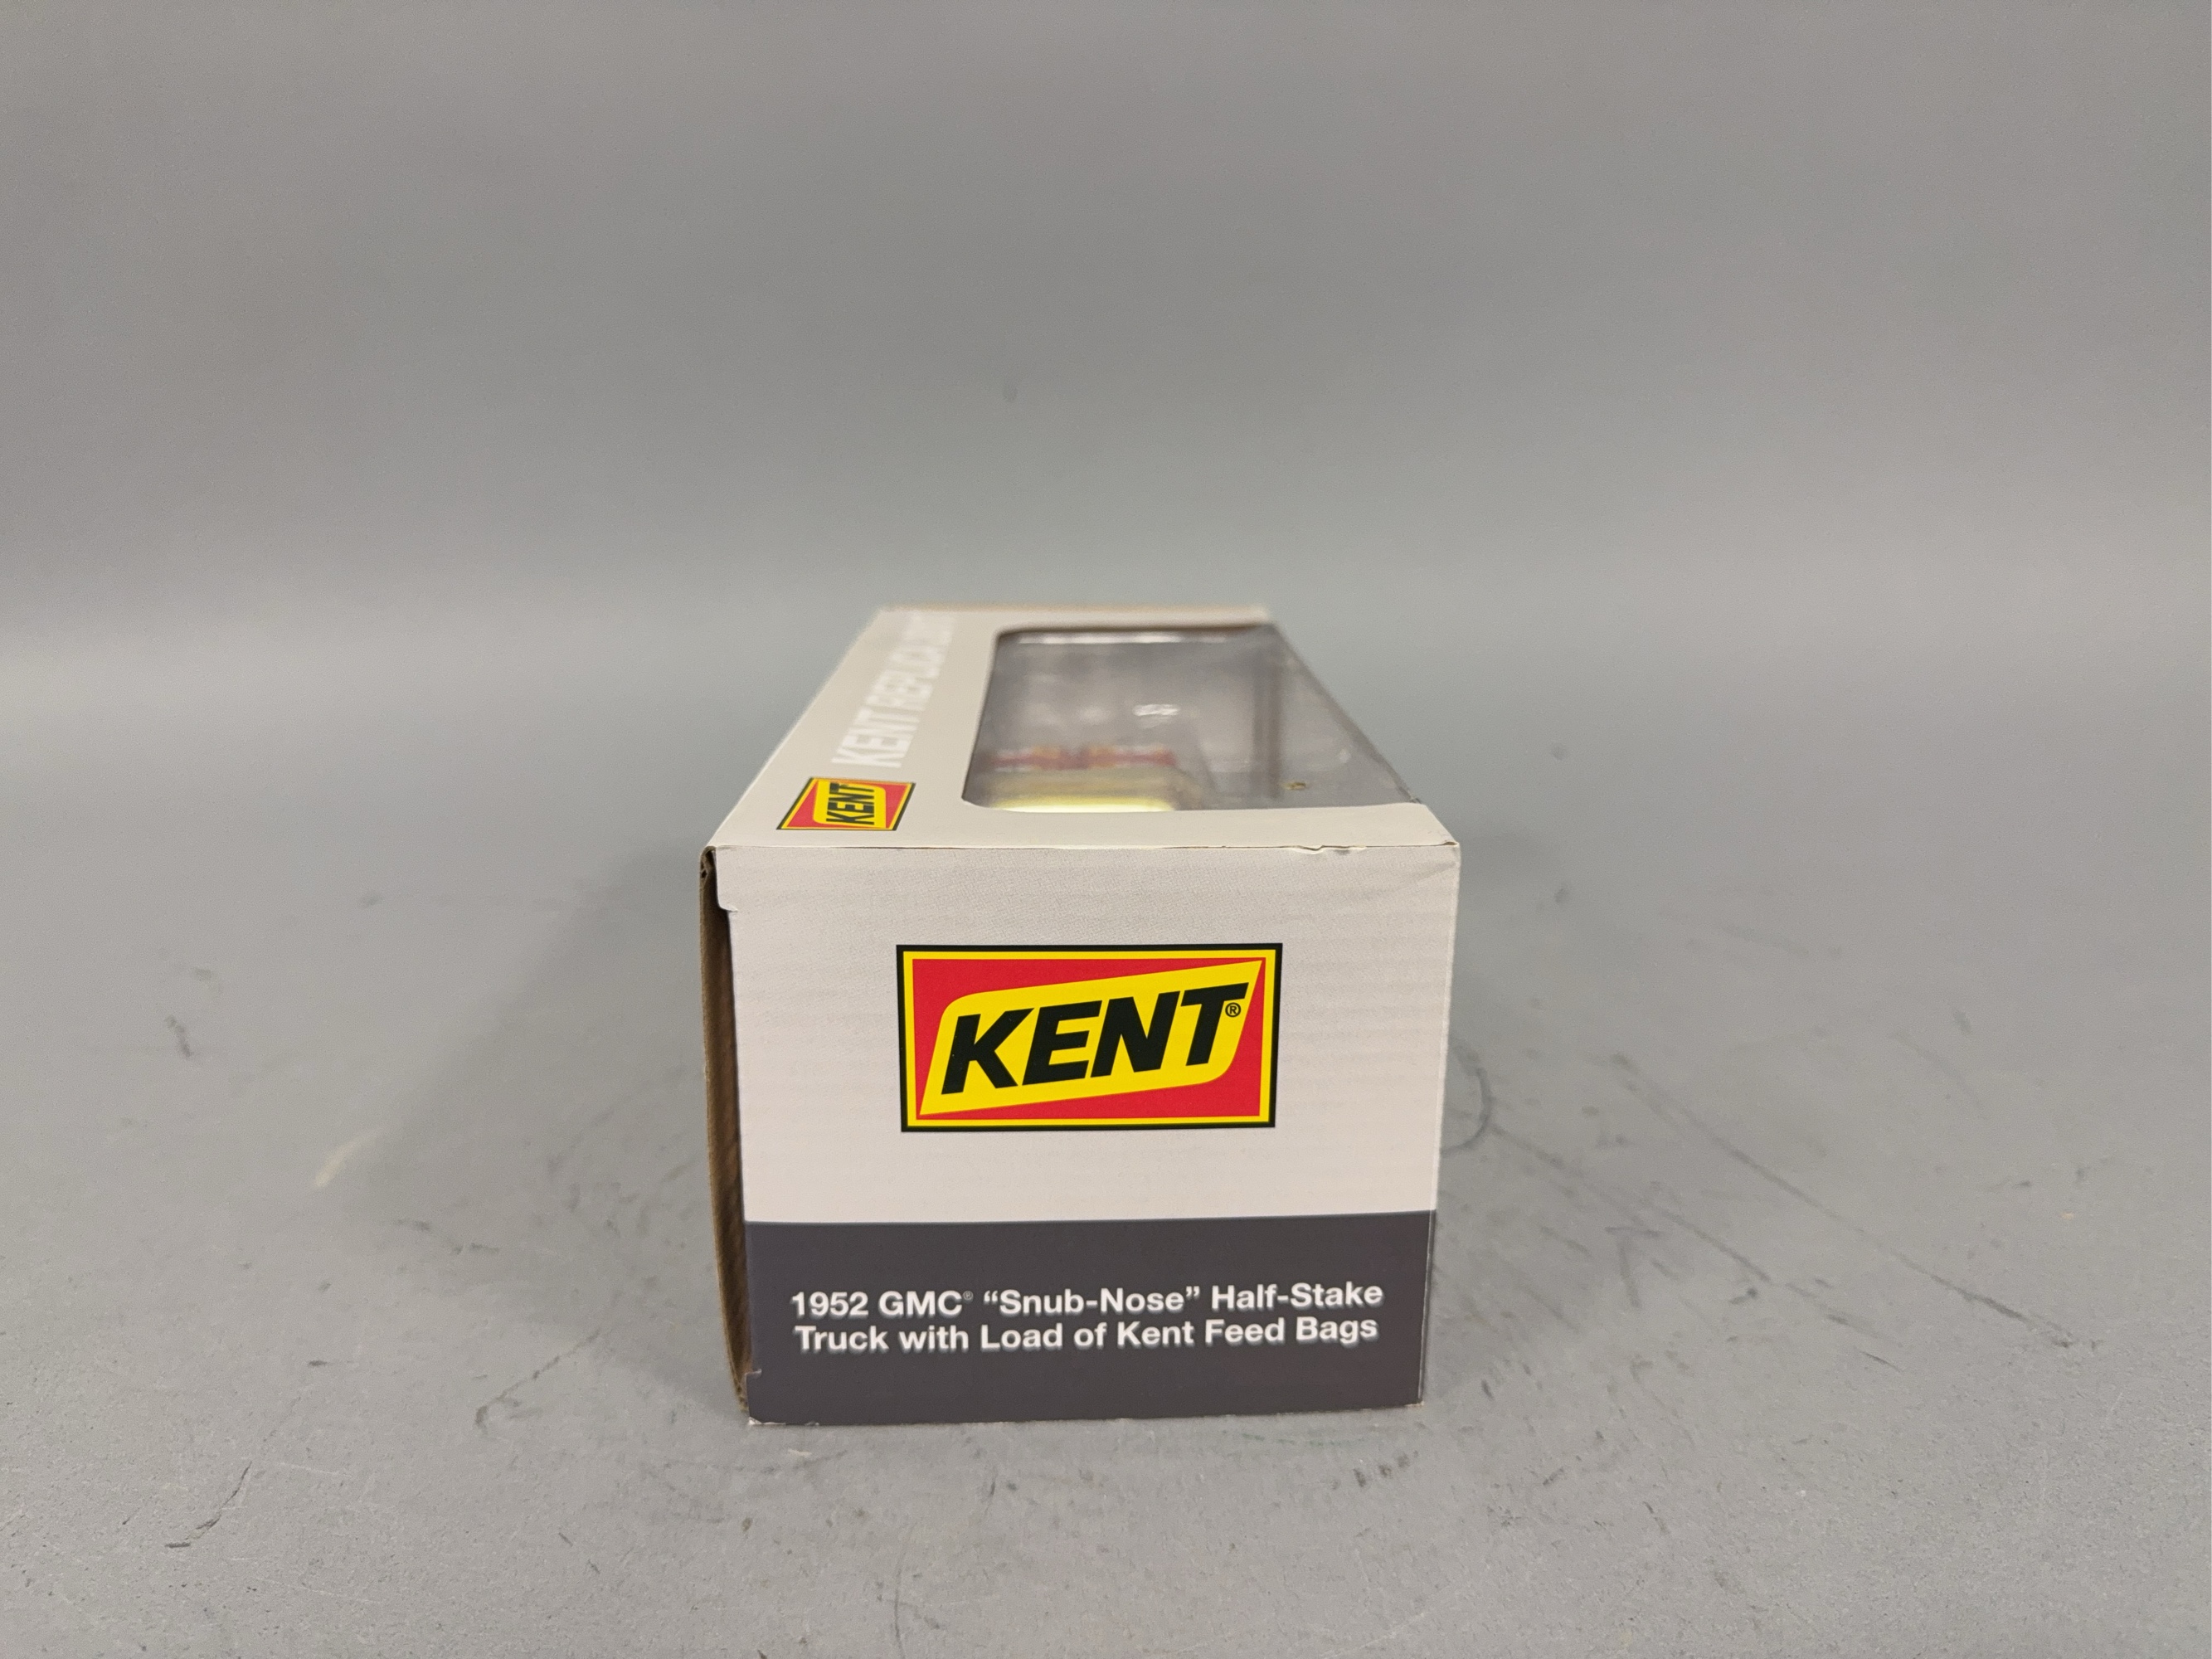 KENT REPLICA
KENT
KENT®
1952 GMC® “Snub-Nose” Half-Stake
Truck with Load of Kent Feed Bags